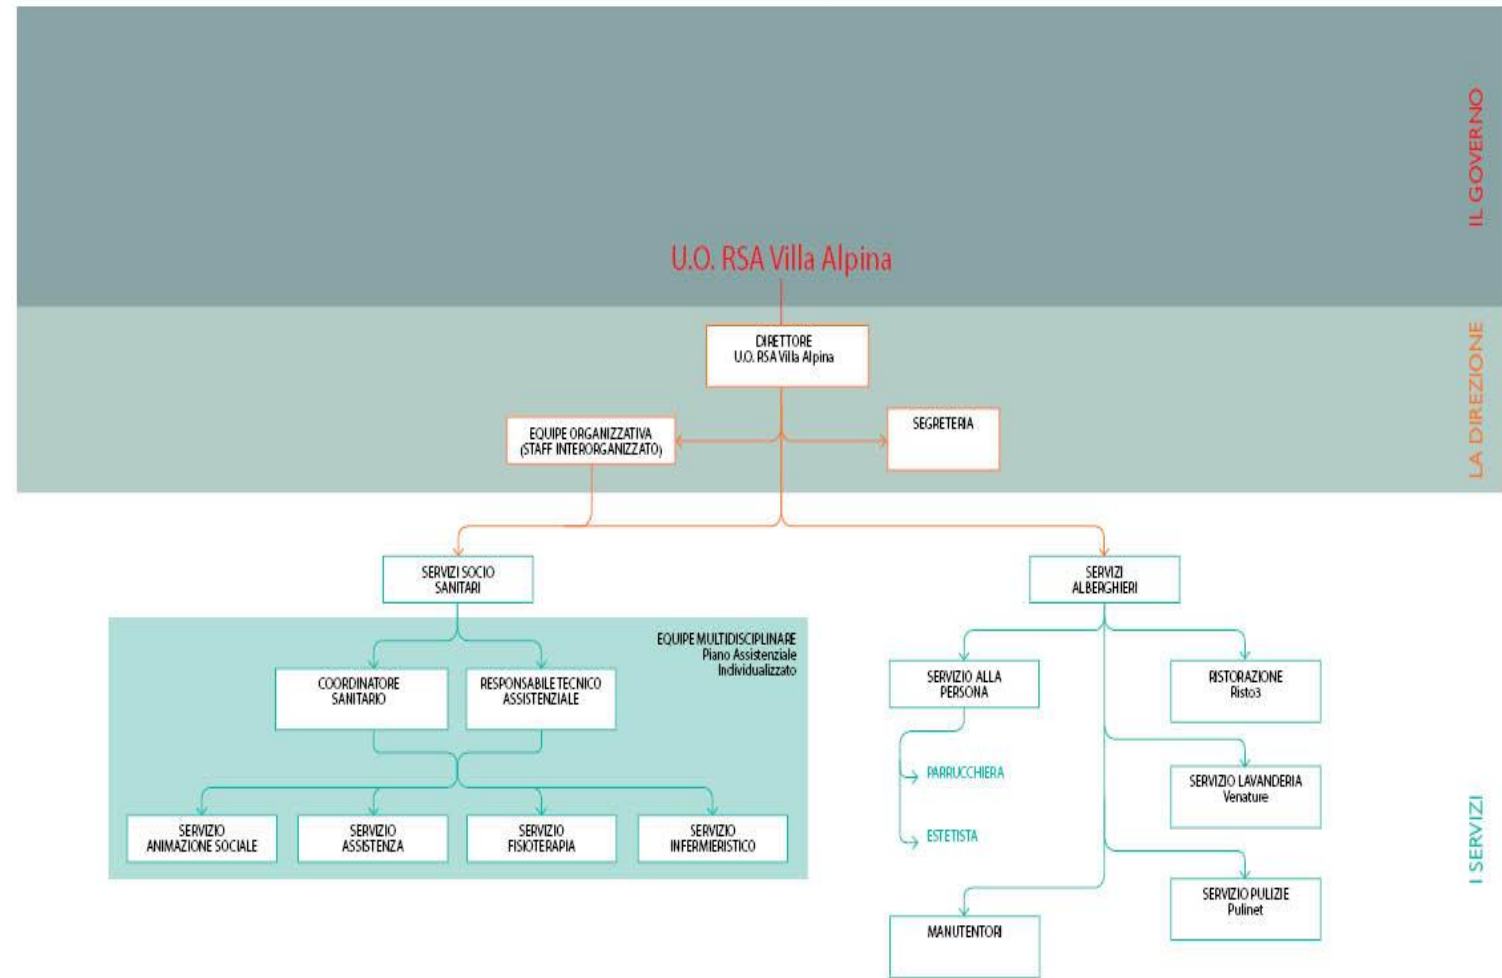 IL GOVERNO
U.O. RSA Villa Alpina
LA DIREZIONE
DIRETTORE
U.O. RSA Villa Alpina
EQUIPE ORGANIZZATIVA
(STAFF INTERORGANIZZATO)
SEGRETERIA
SERVIZI SOCIO
SANITARI
SERVIZI
ALBERGHIERI
EQUIPE MULTIDISCIPLINARE
Piano Assistenziale
Individualizzato
COORDINATORE
SANITARIO
RESPONSABILE TECNICO
ASSISTENZIALE
SERVIZIO
ANIMAZIONE SOCIALE
SERVIZIO
ASSISTENZA
SERVIZIO
FISIOTERAPIA
SERVIZIO
INFERMIERISTICO
SERVIZIO ALLA
PERSONA
RISTORAZIONE
Risto3
PARRUCCHIERA
ESTETISTA
SERVIZIO LAVANDERIA
Venature
SERVIZIO PULIZIE
Pulinet
MANUTENTORI
I SERVIZI